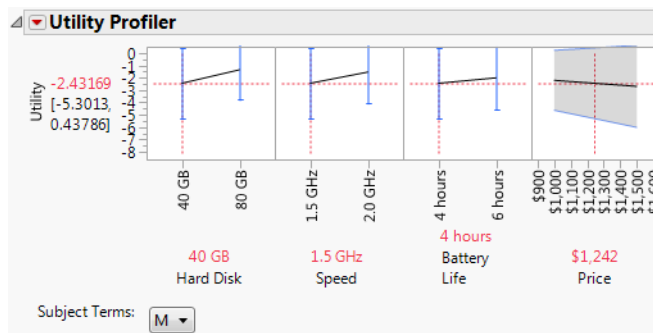 Utility Profiler
Utility
-2.43169
[-5.3013,
0.43786]
0
-1
-2
-3
-4
-5
-6
-7
-8
40 GB
80 GB
1.5 GHz
2.0 GHz
4 hours
6 hours
$900
$1,000
$1,100
$1,200
$1,300
$1,400
$1,500
40 GB
Hard Disk
1.5 GHz
Speed
4 hours
Battery
Life
$1,242
Price
Subject Terms:
M